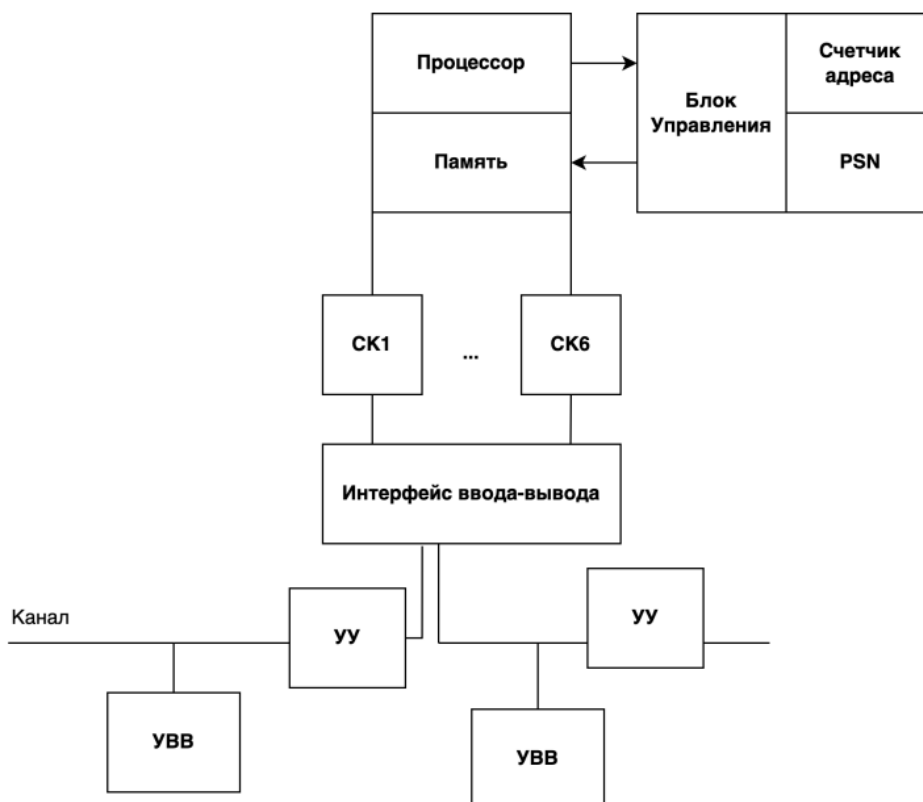 Процессор
Счетчик
адреса
Блок
Управления
Память
PSN
СК1
...
СК6
Интерфейс ввода-вывода
Канал
УУ
УУ
УВВ
УВВ